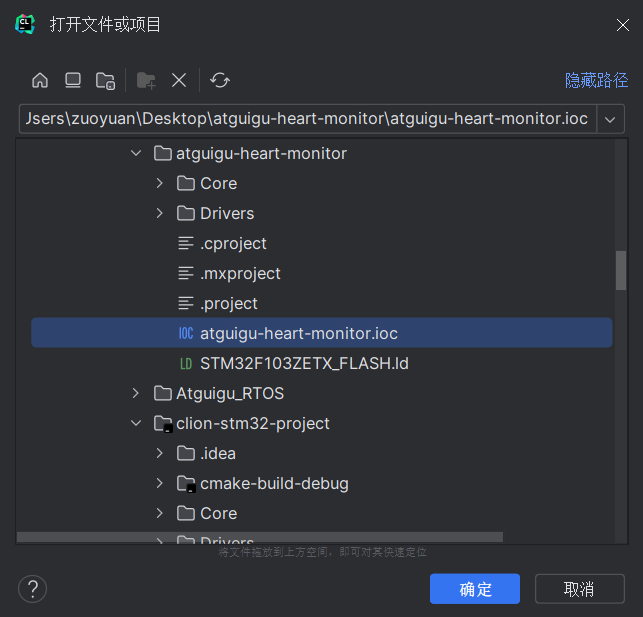 CL 打开文件或项目
隐藏路径
Jsers\zuoyuan\Desktop\atguigu-heart-monitor\atguigu-heart-monitor.ioc
atguigu-heart-monitor
Core
Drivers
.cproject
.mxproject
.project
IOC atguigu-heart-monitor.ioc
LD STM32F103ZETX_FLASH.ld
Atguigu_RTOS
clion-stm32-project
.idea
cmake-build-debug
Core
Drivers
将文件拖放到上方空间，即可对其快速定位
? 确定 取消